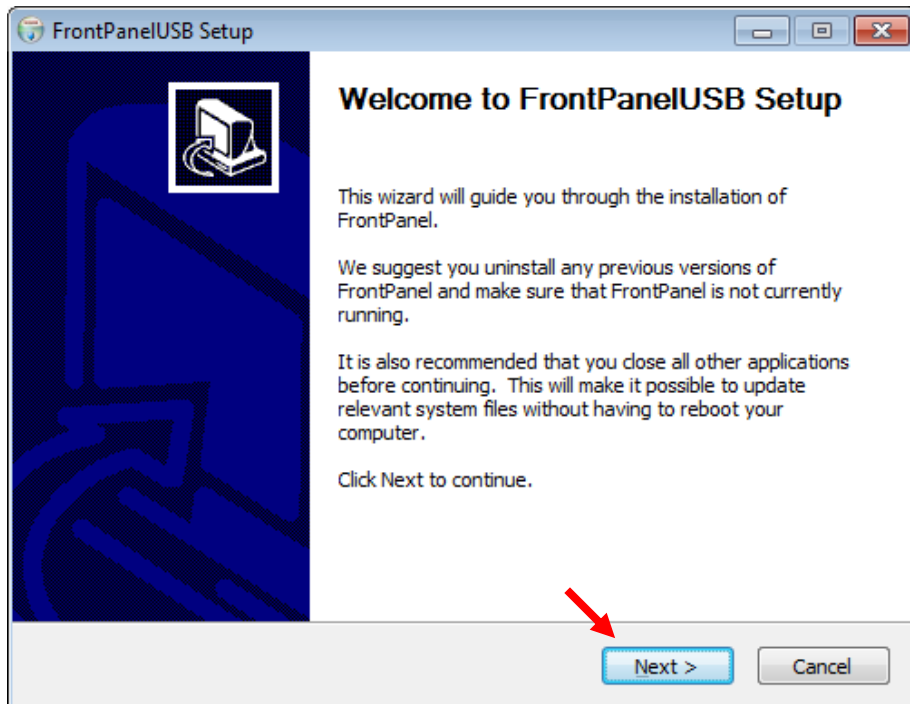 FrontPanelUSB Setup
Welcome to FrontPanelUSB Setup
This wizard will guide you through the installation of
FrontPanel.
We suggest you uninstall any previous versions of
FrontPanel and make sure that FrontPanel is not currently
running.
It is also recommended that you close all other applications
before continuing.  This will make it possible to update
relevant system files without having to reboot your
computer.
Click Next to continue.
Next >
Cancel